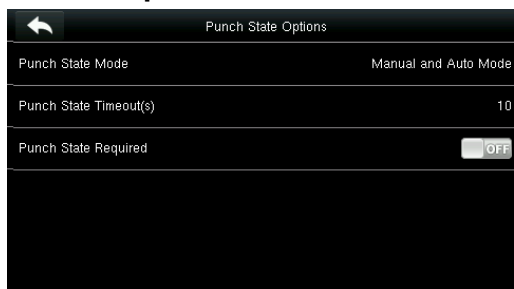 Punch State Options
Punch State Mode Manual and Auto Mode
Punch State Timeout(s) 10
Punch State Required OFF